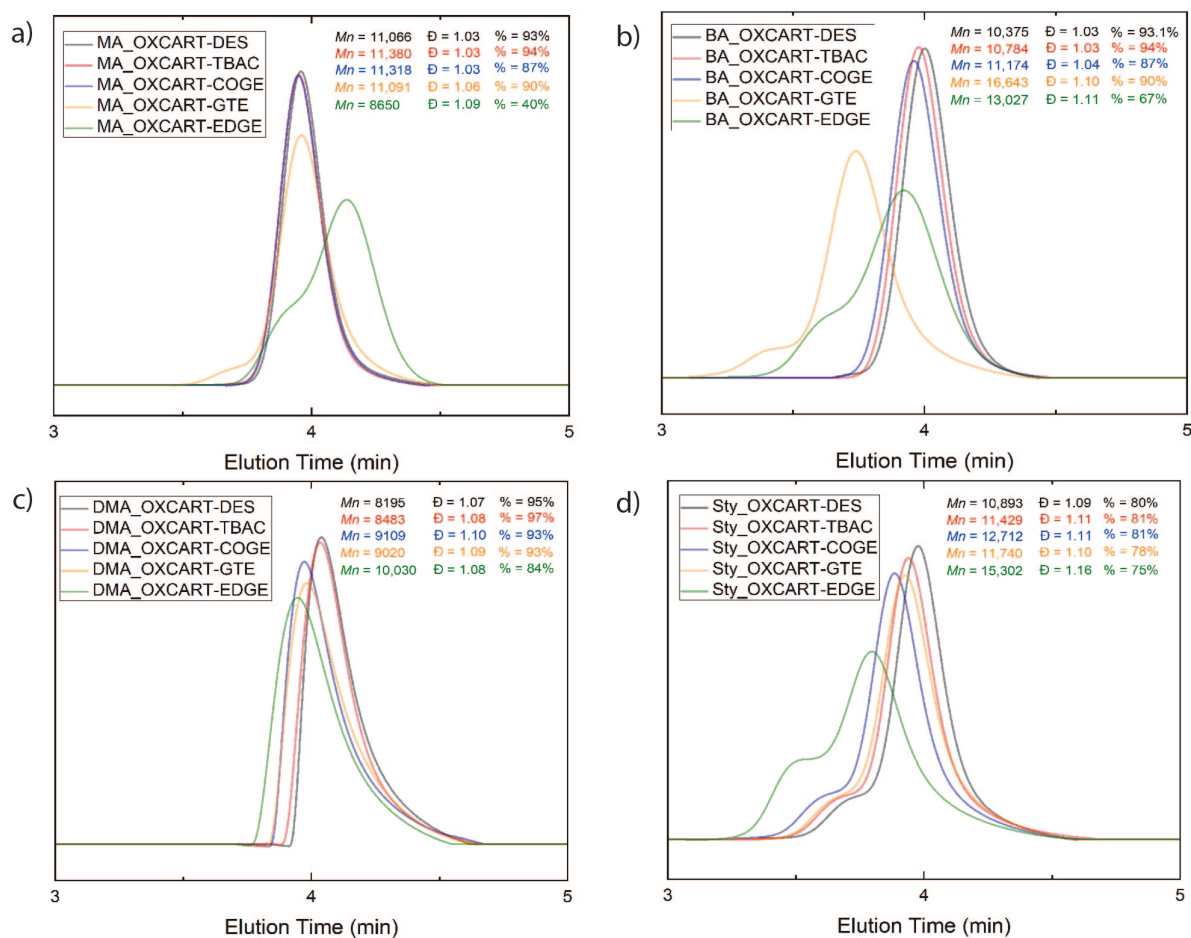 a)
MA_OXCART-DES
MA_OXCART-TBAC
MA_OXCART-COGE
MA_OXCART-GTE
MA_OXCART-EDGE
Mn = 11,066 Đ = 1.03 % = 93%
Mn = 11,380 Đ = 1.03 % = 94%
Mn = 11,318 Đ = 1.03 % = 87%
Mn = 11,091 Đ = 1.06 % = 90%
Mn = 8650 Đ = 1.09 % = 40%
3 4 5
Elution Time (min)
b)
BA_OXCART-DES
BA_OXCART-TBAC
BA_OXCART-COGE
BA_OXCART-GTE
BA_OXCART-EDGE
Mn = 10,375 Đ = 1.03 % = 93.1%
Mn = 10,784 Đ = 1.03 % = 94%
Mn = 11,174 Đ = 1.04 % = 87%
Mn = 16,643 Đ = 1.10 % = 90%
Mn = 13,027 Đ = 1.11 % = 67%
3 4 5
Elution Time (min)
c)
DMA_OXCART-DES
DMA_OXCART-TBAC
DMA_OXCART-COGE
DMA_OXCART-GTE
DMA_OXCART-EDGE
Mn = 8195 Đ = 1.07 % = 95%
Mn = 8483 Đ = 1.08 % = 97%
Mn = 9109 Đ = 1.10 % = 93%
Mn = 9020 Đ = 1.09 % = 93%
Mn = 10,030 Đ = 1.08 % = 84%
3 4 5
Elution Time (min)
d)
Sty_OXCART-DES
Sty_OXCART-TBAC
Sty_OXCART-COGE
Sty_OXCART-GTE
Sty_OXCART-EDGE
Mn = 10,893 Đ = 1.09 % = 80%
Mn = 11,429 Đ = 1.11 % = 81%
Mn = 12,712 Đ = 1.11 % = 81%
Mn = 11,740 Đ = 1.10 % = 78%
Mn = 15,302 Đ = 1.16 % = 75%
3 4 5
Elution Time (min)